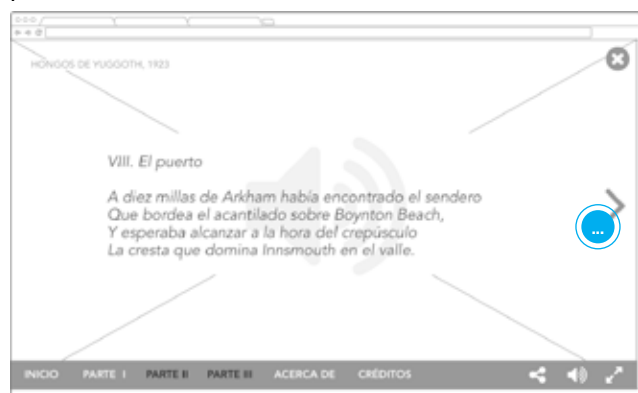 HONGOS DE YUGGOTH, 1923
VIII. El puerto
A diez millas de Arkham había encontrado el sendero
Que bordea el acantilado sobre Boynton Beach,
Y esperaba alcanzar a la hora del crepúsculo
La cresta que domina Innsmouth en el valle.
...
INICIO PARTE I PARTE II PARTE III ACERCA DE CRÉDITOS